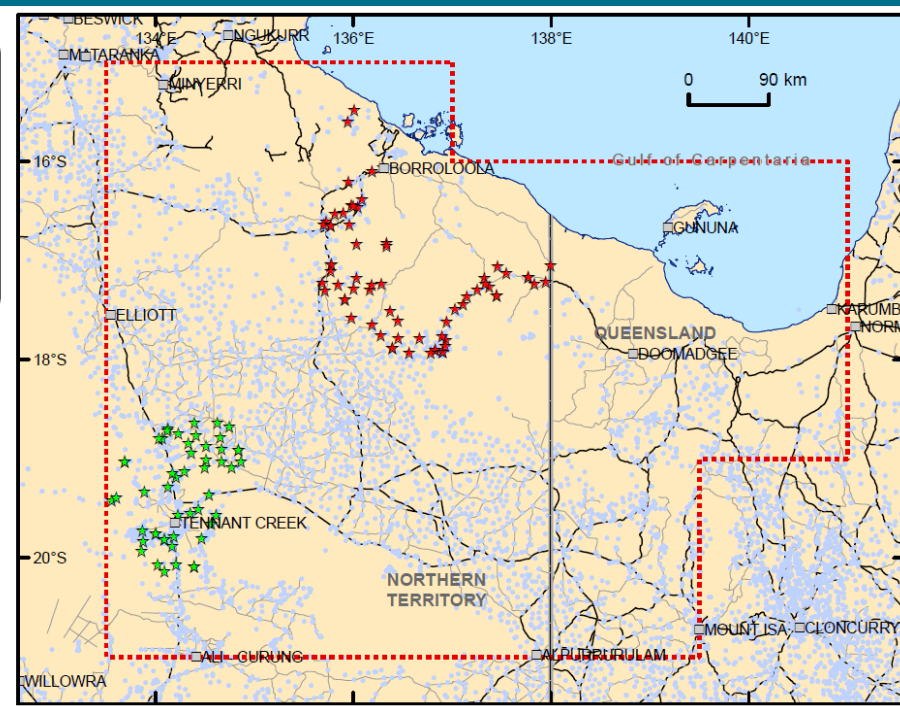 BESWICK
134°E
NGUKURR
136°E
138°E
140°E
MATARANKA
MINYERRI
0 90 km
16°S
Gulf of Carpentaria
BORROLOOLA
GUNUNA
ELLIOTT
KARUMB
NORM
QUEENSLAND
18°S
DOOMADGEE
TENNANT CREEK
20°S
NORTHERN
TERRITORY
MOUNT ISA
CLONCURRY
ALI CURUNG
ALPURRURULAM
WILLOWRA